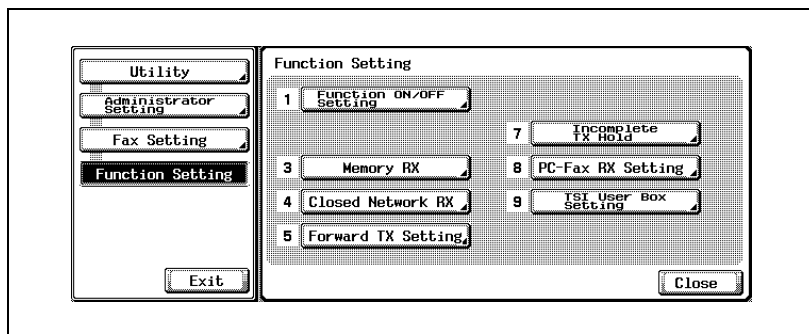 Utility
Administrator
Setting
Fax Setting
Function Setting
Exit
Function Setting
1 Function ON/OFF
Setting
3 Memory RX
4 Closed Network RX
5 Forward TX Setting
7 Incomplete
TX Hold
8 PC-Fax RX Setting
9 TSI User Box
Setting
Close